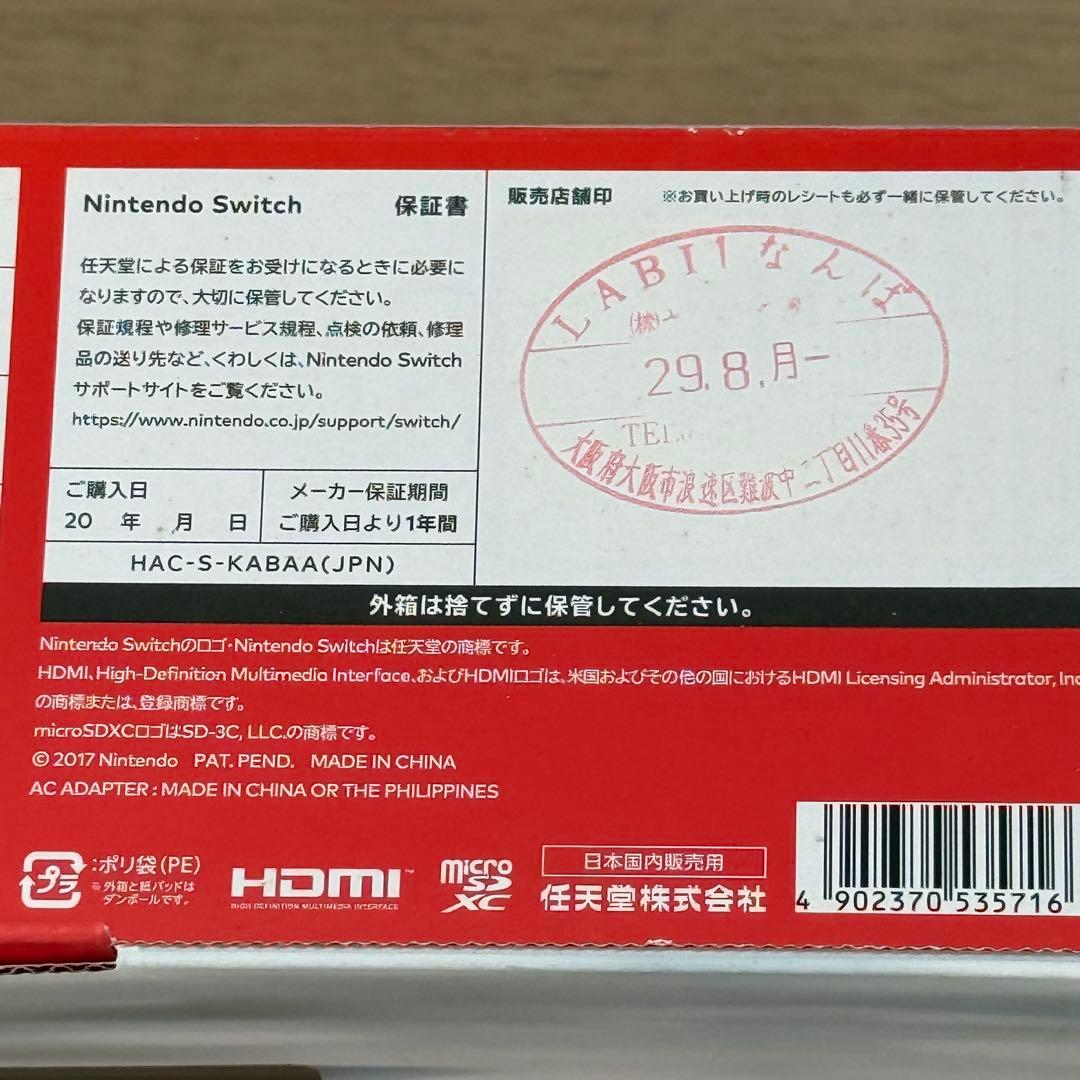 Nintendo Switch 保証書
任天堂による保証をお受けになるときに必要に
なりますので、大切に保管してください。
保証規程や修理サービス規程、点検の依頼、修理
品の送り先など、くわしくは、Nintendo Switch
サポートサイトをご覧ください。
https://www.nintendo.co.jp/support/switch/
ご購入日
20 年 月 日
メーカー保証期間
ご購入日より1年間
HAC-S-KABAA(JPN)
販売店舗印 ※お買い上げ時のレシートも必ず一緒に保管してください。
LABI1なんば
(株)
29.8.月
TEL
大阪府大阪市浪速区難波中二丁目11番35号
外箱は捨てずに保管してください。
Nintendo Switchのロゴ・Nintendo Switchは任天堂の商標です。
HDMI、High-Definition Multimedia Interface、およびHDMIロゴは、米国およびその他の国におけるHDMI Licensing Administrator, Inc
の商標または、登録商標です。
microSDXCロゴはSD-3C, LLC.の商標です。
© 2017 Nintendo PAT. PEND. MADE IN CHINA
AC ADAPTER : MADE IN CHINA OR THE PHILIPPINES
プラ
:ポリ袋(PE)
※外箱と紙パッドは
ダンボールです。
HDMI™
HIGH-DEFINITION MULTIMEDIA INTERFACE
micro
SD
XC
日本国内販売用
任天堂株式会社
4 902370 535716